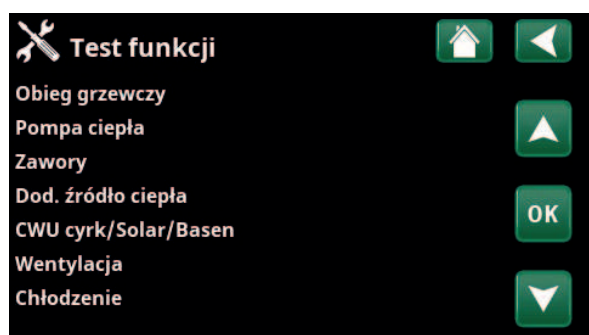 Test funkcji
Obieg grzewczy
Pompa ciepła
Zawory
Dod. źródło ciepła
CWU cyrk/Solar/Basen
Wentylacja
Chłodzenie
OK